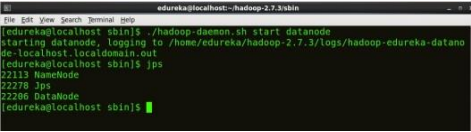 edureka@localhost:~/hadoop-2.7.3/sbin
File Edit View Search Terminal Help
[edureka@localhost sbin]$ ./hadoop-daemon.sh start datanode
starting datanode, logging to /home/edureka/hadoop-2.7.3/logs/hadoop-edureka-datano
de-localhost.localdomain.out
[edureka@localhost sbin]$ jps
22113 NameNode
22278 Jps
22206 DataNode
[edureka@localhost sbin]$